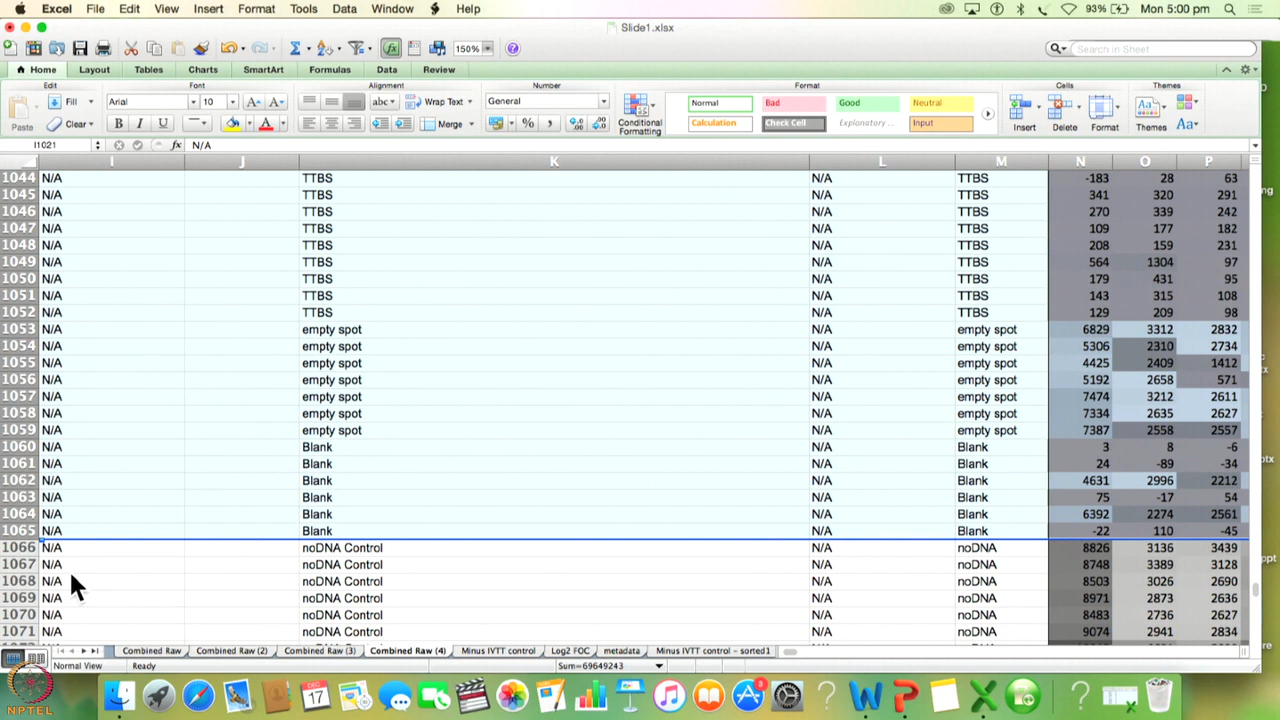 Excel File Edit View Insert Format Tools Data Window Help 93% Mon 5:00 pm
Slide1.xlsx
150% Search in Sheet
Home Layout Tables Charts SmartArt Formulas Data Review
Edit Font Alignment Number Format Cells Themes
Paste Fill Clear Arial 10 abc Wrap Text Merge General Conditional Formatting Normal Bad Good Neutral Calculation Check Cell Explanatory ... Input Insert Delete Format Themes Aa
B I U A %
I1021 fx N/A
I J K L M N O P
1044 N/A TTBS N/A TTBS -183 28 63
1045 N/A TTBS N/A TTBS 341 320 291
1046 N/A TTBS N/A TTBS 270 339 242
1047 N/A TTBS N/A TTBS 109 177 182
1048 N/A TTBS N/A TTBS 208 159 231
1049 N/A TTBS N/A TTBS 564 1304 97
1050 N/A TTBS N/A TTBS 179 431 95
1051 N/A TTBS N/A TTBS 143 315 108
1052 N/A TTBS N/A TTBS 129 209 98
1053 N/A empty spot N/A empty spot 6829 3312 2832
1054 N/A empty spot N/A empty spot 5306 2310 2734
1055 N/A empty spot N/A empty spot 4425 2409 1412
1056 N/A empty spot N/A empty spot 5192 2658 571
1057 N/A empty spot N/A empty spot 7474 3212 2611
1058 N/A empty spot N/A empty spot 7334 2635 2627
1059 N/A empty spot N/A empty spot 7387 2558 2557
1060 N/A Blank N/A Blank 3 8 -6
1061 N/A Blank N/A Blank 24 -89 -34
1062 N/A Blank N/A Blank 4631 2996 2212
1063 N/A Blank N/A Blank 75 -17 54
1064 N/A Blank N/A Blank 6392 2274 2561
1065 N/A Blank N/A Blank -22 110 -45
1066 N/A noDNA Control N/A noDNA 8826 3136 3439
1067 N/A noDNA Control N/A noDNA 8748 3389 3128
1068 N/A noDNA Control N/A noDNA 8503 3026 2690
1069 N/A noDNA Control N/A noDNA 8971 2873 2636
1070 N/A noDNA Control N/A noDNA 8483 2736 2627
1071 N/A noDNA Control N/A noDNA 9074 2941 2834
Combined Raw Combined Raw (2) Combined Raw (3) Combined Raw (4) Minus IVTT control Log2 FOC metadata Minus IVTT control - sorted1
Normal View Ready Sum=69649243
DEC 17 3
NPTEL